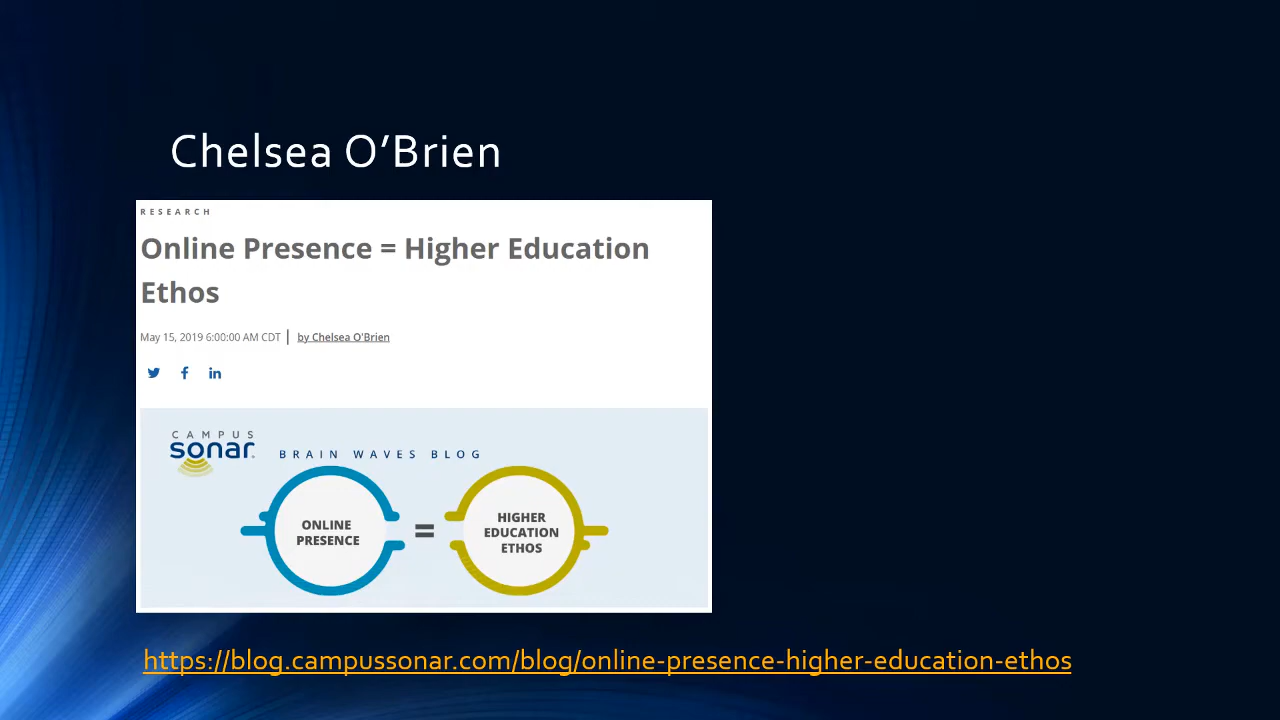 Chelsea O’Brien
RESEARCH
Online Presence = Higher Education
Ethos
May 15, 2019 6:00:00 AM CDT | by Chelsea O'Brien
CAMPUS
sonar®
BRAIN WAVES BLOG
ONLINE
PRESENCE
=
HIGHER
EDUCATION
ETHOS
https://blog.campussonar.com/blog/online-presence-higher-education-ethos